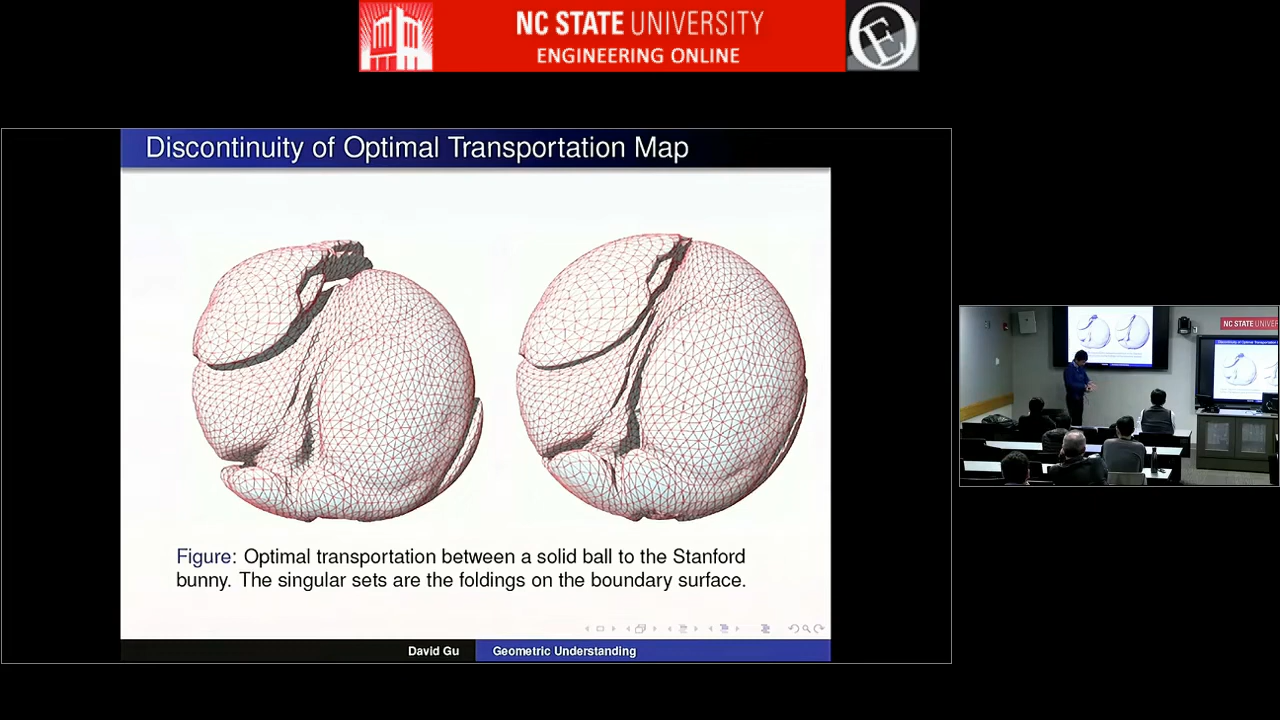 NC STATE UNIVERSITY
ENGINEERING ONLINE
Discontinuity of Optimal Transportation Map
Figure: Optimal transportation between a solid ball to the Stanford
bunny. The singular sets are the foldings on the boundary surface.
David Gu
Geometric Understanding
NC STATE UNIVER